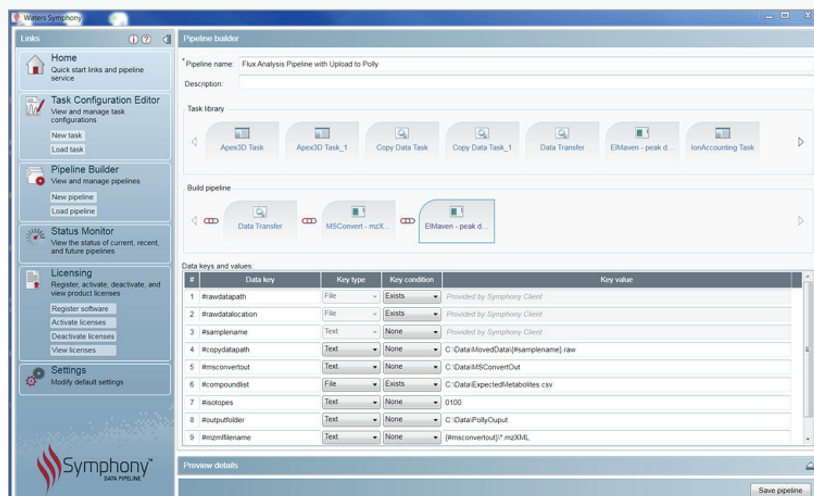 Waters Symphony
Links
Home
Quick start links and pipeline
service
Task Configuration Editor
View and manage task
configurations
New task
Load task
Pipeline Builder
View and manage pipelines
New pipeline
Load pipeline
Status Monitor
View the status of current, recent,
and future pipelines
Licensing
Register, activate, deactivate, and
view product licenses
Register software
Activate licenses
Deactivate licenses
View licenses
Settings
Modify default settings
Symphony™
DATA PIPELINE
Pipeline builder
*Pipeline name: Flux Analysis Pipeline with Upload to Polly
Description:
Task library
Apex3D Task Apex3D Task_1 Copy Data Task Copy Data Task_1 Data Transfer ElMaven - peak d... IonAccounting Task
Build pipeline
Data Transfer MSConvert - mzX... ElMaven - peak d...
Data keys and values:
# Data key Key type Key condition Key value
1 #rawdatapath File Exists Provided by Symphony Client
2 #rawdatalocation File Exists Provided by Symphony Client
3 #samplename Text None Provided by Symphony Client
4 #copydatapath Text None C:\Data\MovedData\{#samplename}.raw
5 #msconvertout Text None C:\Data\MSConvertOut
6 #compoundlist File Exists C:\Data\ExpectedMetabolites.csv
7 #isotopes Text None 0100
8 #outputfolder Text None C:\Data\PollyOuput
9 #mzmlfilename Text None {#msconvertout}\*.mzXML
Preview details
Save pipeline